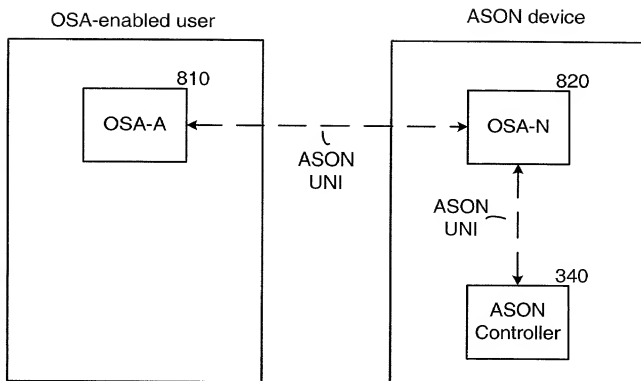 OSA-enabled user
ASON device
810
OSA-A
820
OSA-N
ASON
UNI
ASON
UNI
340
ASON
Controller